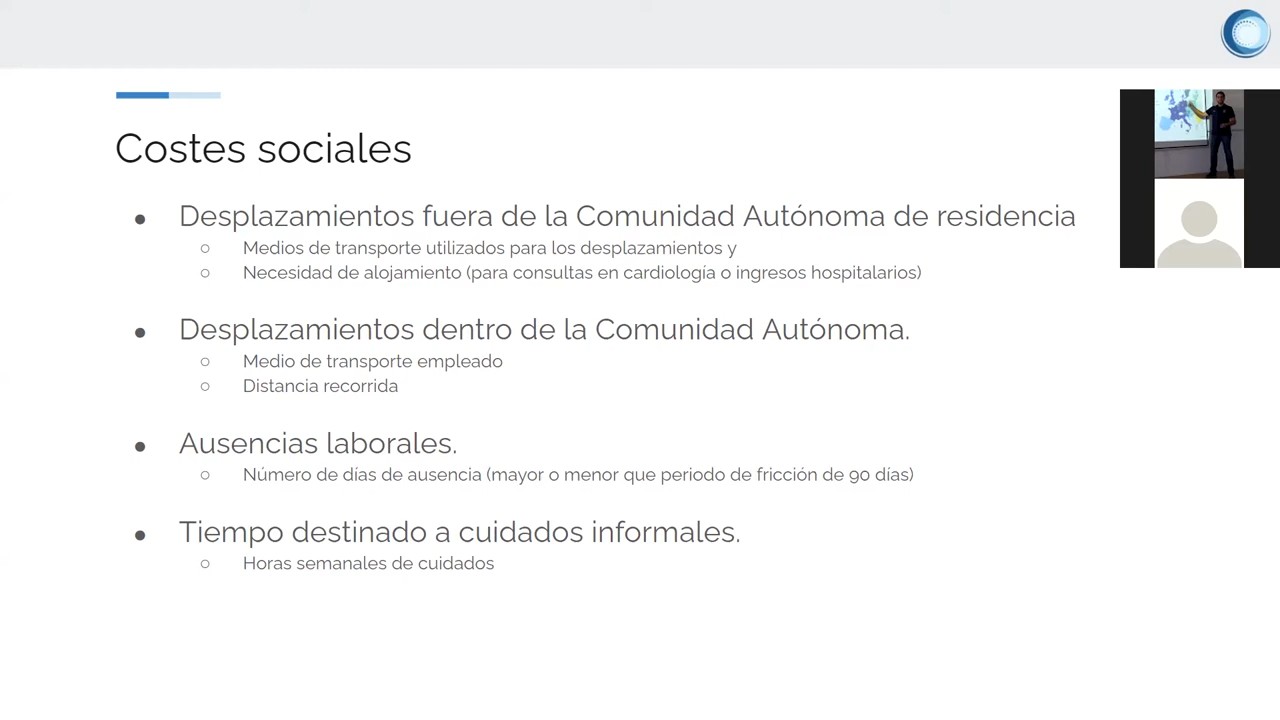 Costes sociales
● Desplazamientos fuera de la Comunidad Autónoma de residencia
○ Medios de transporte utilizados para los desplazamientos y
○ Necesidad de alojamiento (para consultas en cardiología o ingresos hospitalarios)
● Desplazamientos dentro de la Comunidad Autónoma.
○ Medio de transporte empleado
○ Distancia recorrida
● Ausencias laborales.
○ Número de días de ausencia (mayor o menor que periodo de fricción de 90 días)
● Tiempo destinado a cuidados informales.
○ Horas semanales de cuidados